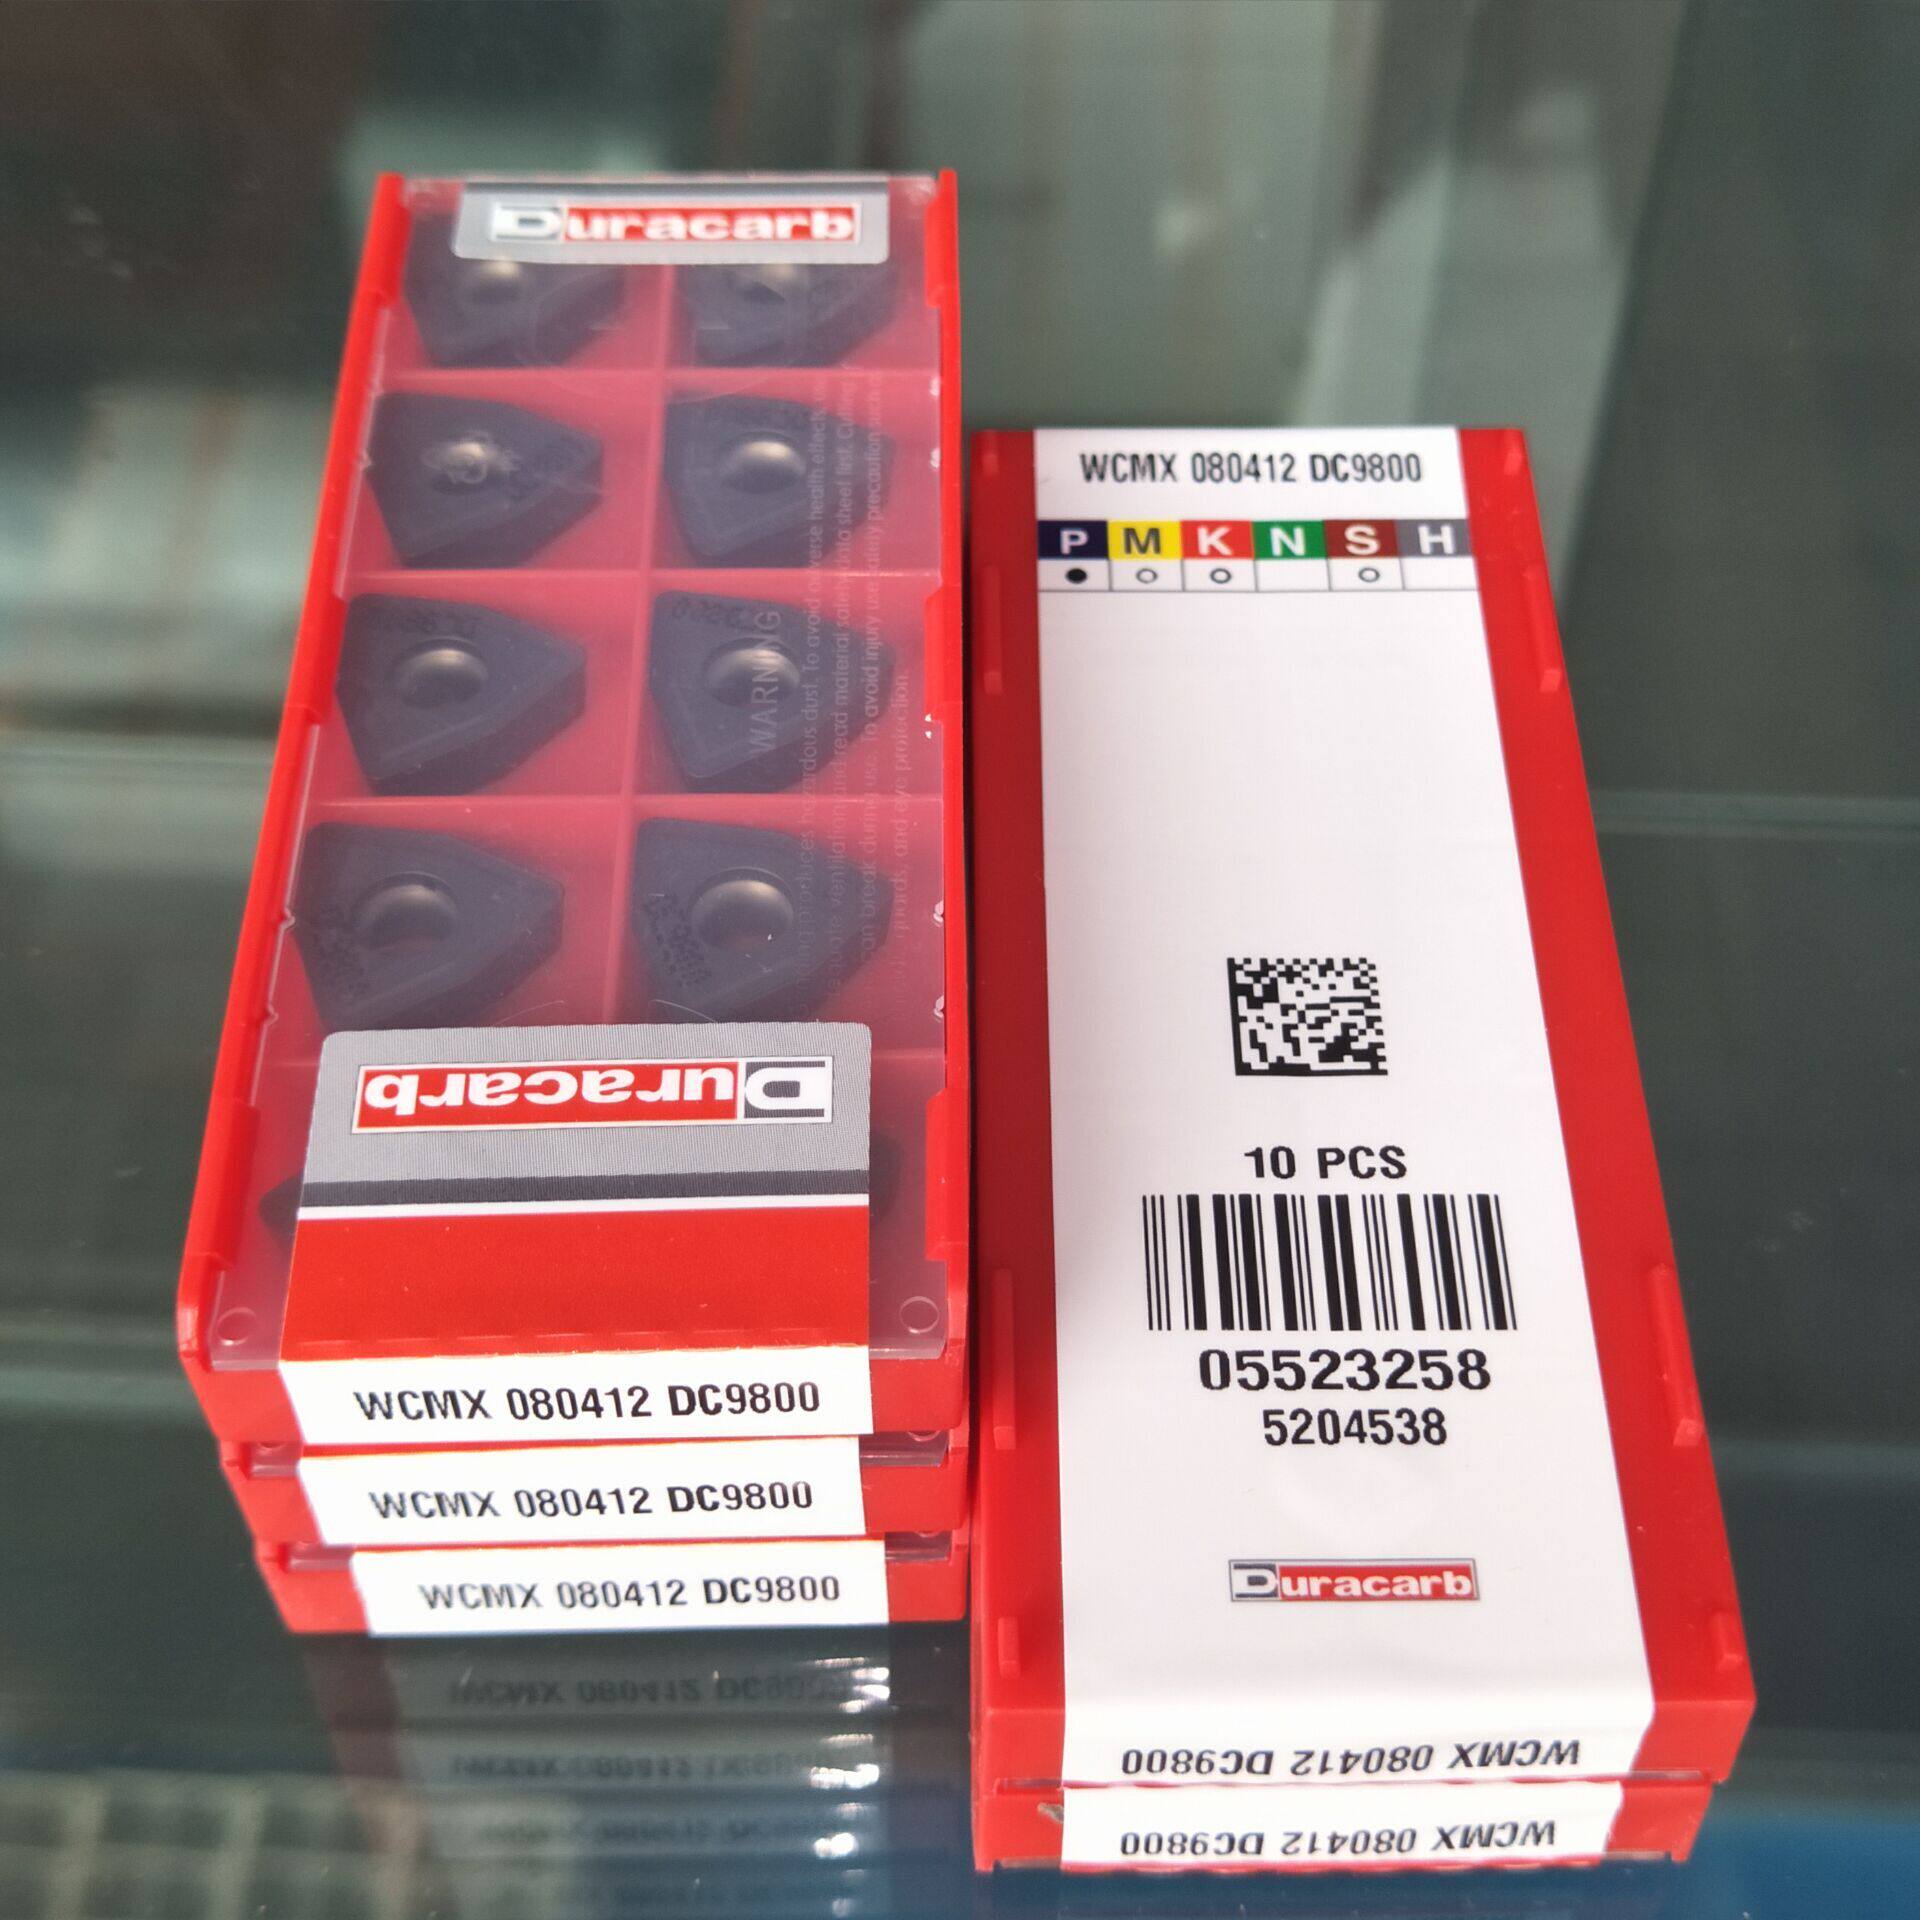 Duracarb
WARNING
Duracarb
WCMX 080412 DC9800
WCMX 080412 DC9800
WCMX 080412 DC9800
WCMX 080412 DC9800
P M K N S H
10 PCS
05523258
5204538
Duracarb
WCMX 080412 DC9800
WCMX 080412 DC9800